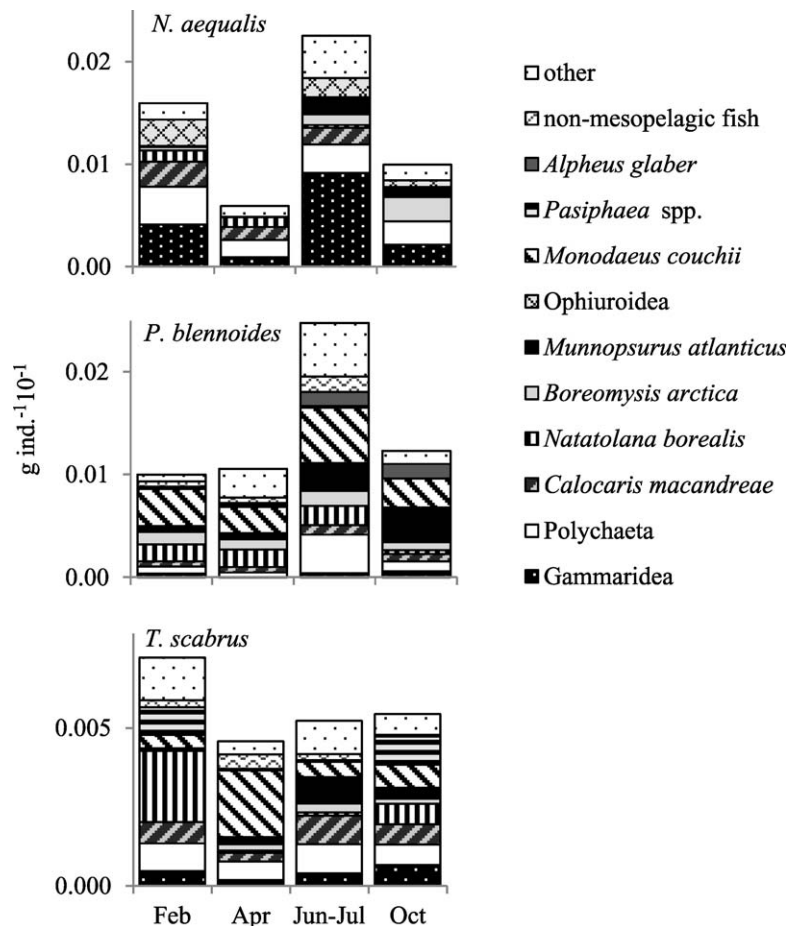 N. aequalis
0.02
0.01
0.00
P. blennoides
0.02
0.01
0.00
g ind.⁻¹10⁻¹
T. scabrus
0.005
0.000
Feb Apr Jun-Jul Oct
other
non-mesopelagic fish
Alpheus glaber
Pasiphaea spp.
Monodaeus couchii
Ophiuroidea
Munnopsurus atlanticus
Boreomysis arctica
Natatolana borealis
Calocaris macandreae
Polychaeta
Gammaridea